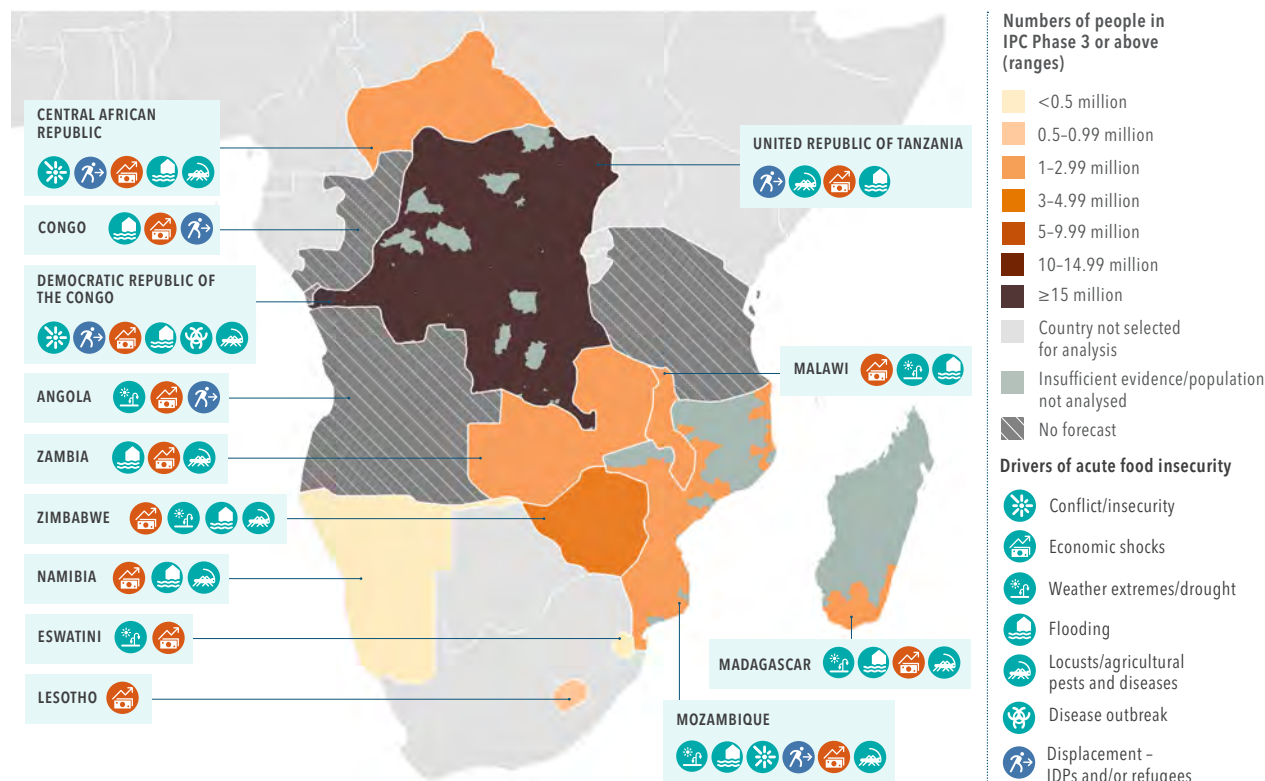 CENTRAL AFRICAN
REPUBLIC
CONGO
DEMOCRATIC REPUBLIC OF
THE CONGO
ANGOLA
ZAMBIA
ZIMBABWE
NAMIBIA
ESWATINI
LESOTHO
UNITED REPUBLIC OF TANZANIA
MALAWI
MADAGASCAR
MOZAMBIQUE
Numbers of people in
IPC Phase 3 or above
(ranges)
<0.5 million
0.5–0.99 million
1–2.99 million
3–4.99 million
5–9.99 million
10–14.99 million
≥15 million
Country not selected
for analysis
Insufficient evidence/population
not analysed
No forecast
Drivers of acute food insecurity
Conflict/insecurity
Economic shocks
Weather extremes/drought
Flooding
Locusts/agricultural
pests and diseases
Disease outbreak
Displacement –
IDPs and/or refugees